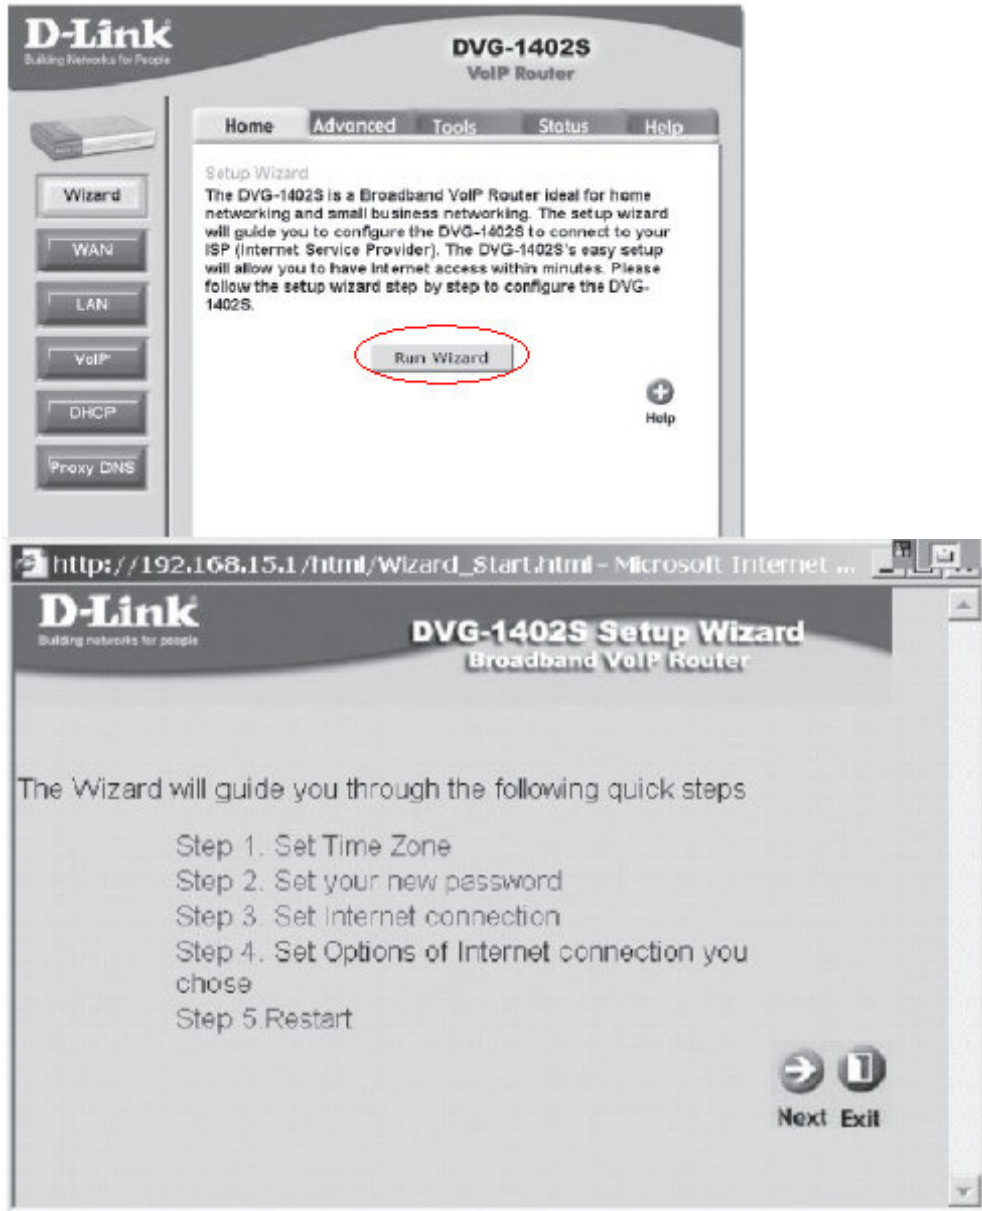 D-Link
Building Networks for People
DVG-1402S
VoIP Router
Home Advanced Tools Status Help
Wizard
WAN
LAN
VoIP
DHCP
Proxy DNS
Setup Wizard
The DVG-1402S is a Broadband VoIP Router ideal for home
networking and small business networking. The setup wizard
will guide you to configure the DVG-1402S to connect to your
ISP (Internet Service Provider). The DVG-1402S's easy setup
will allow you to have Internet access within minutes. Please
follow the setup wizard step by step to configure the DVG-
1402S.
Run Wizard
Help
http://192.168.15.1/html/Wizard_Start.html - Microsoft Internet ...
D-Link
Building networks for people
DVG-1402S Setup Wizard
Broadband VoIP Router
The Wizard will guide you through the following quick steps
Step 1. Set Time Zone
Step 2. Set your new password
Step 3. Set Internet connection
Step 4. Set Options of Internet connection you
chose
Step 5.Restart
Next Exit